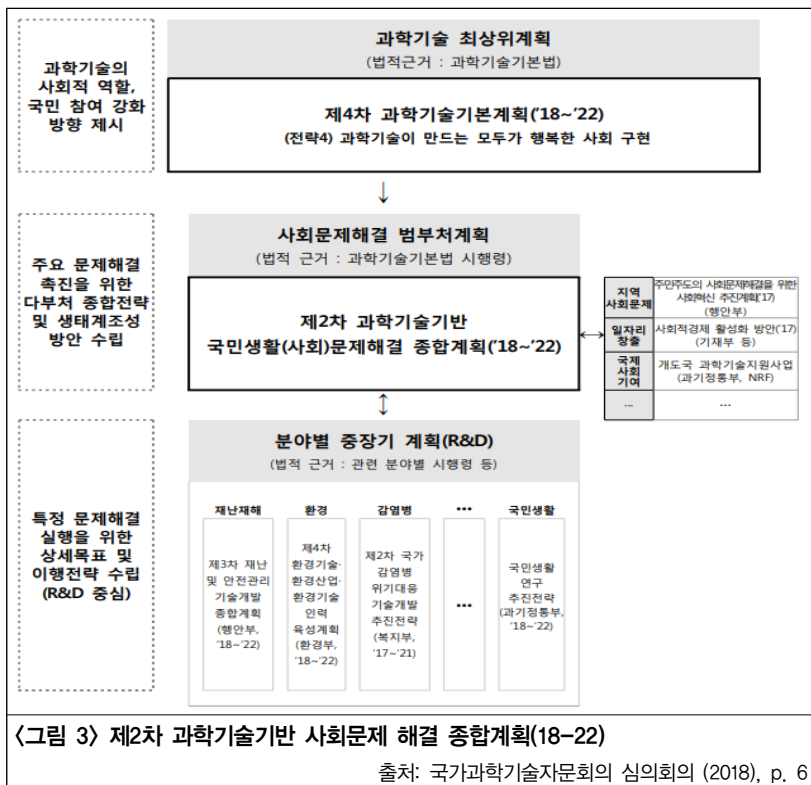 과학기술의
사회적 역할,
국민 참여 강화
방향 제시
과학기술 최상위계획
(법적근거 : 과학기술기본법)
제4차 과학기술기본계획('18~'22)
(전략4) 과학기술이 만드는 모두가 행복한 사회 구현
↓
주요 문제해결
촉진을 위한
다부처 종합전략
및 생태계조성
방안 수립
사회문제해결 범부처계획
(법적 근거 : 과학기술기본법 시행령)
제2차 과학기술기반
국민생활(사회)문제해결 종합계획('18~'22)
↔
지역
사회문제
주민주도의 사회문제해결을 위한
사회혁신 추진계획('17)
(행안부)
일자리
창출
사회적경제 활성화 방안('17)
(기재부 등)
국제
사회
기여
개도국 과학기술지원사업
(과기정통부, NRF)
...
...
↕
특정 문제해결
실행을 위한
상세목표 및
이행전략 수립
(R&D 중심)
분야별 중장기 계획(R&D)
(법적 근거 : 관련 분야별 시행령 등)
재난재해
제3차 재난
및 안전관리
기술개발
종합계획
(행안부,
'18~'22)
환경
제4차
환경기술·
환경산업·
환경기술
인력
육성계획
(환경부,
'18~'22)
감염병
제2차 국가
감염병
위기대응
기술개발
추진전략
(복지부,
'17~'21)
•••
•••
국민생활
국민생활
연구
추진전략
(과기정통부,
'18~'22)
〈그림 3〉 제2차 과학기술기반 사회문제 해결 종합계획(18-22)
출처: 국가과학기술자문회의 심의회의 (2018), p. 6